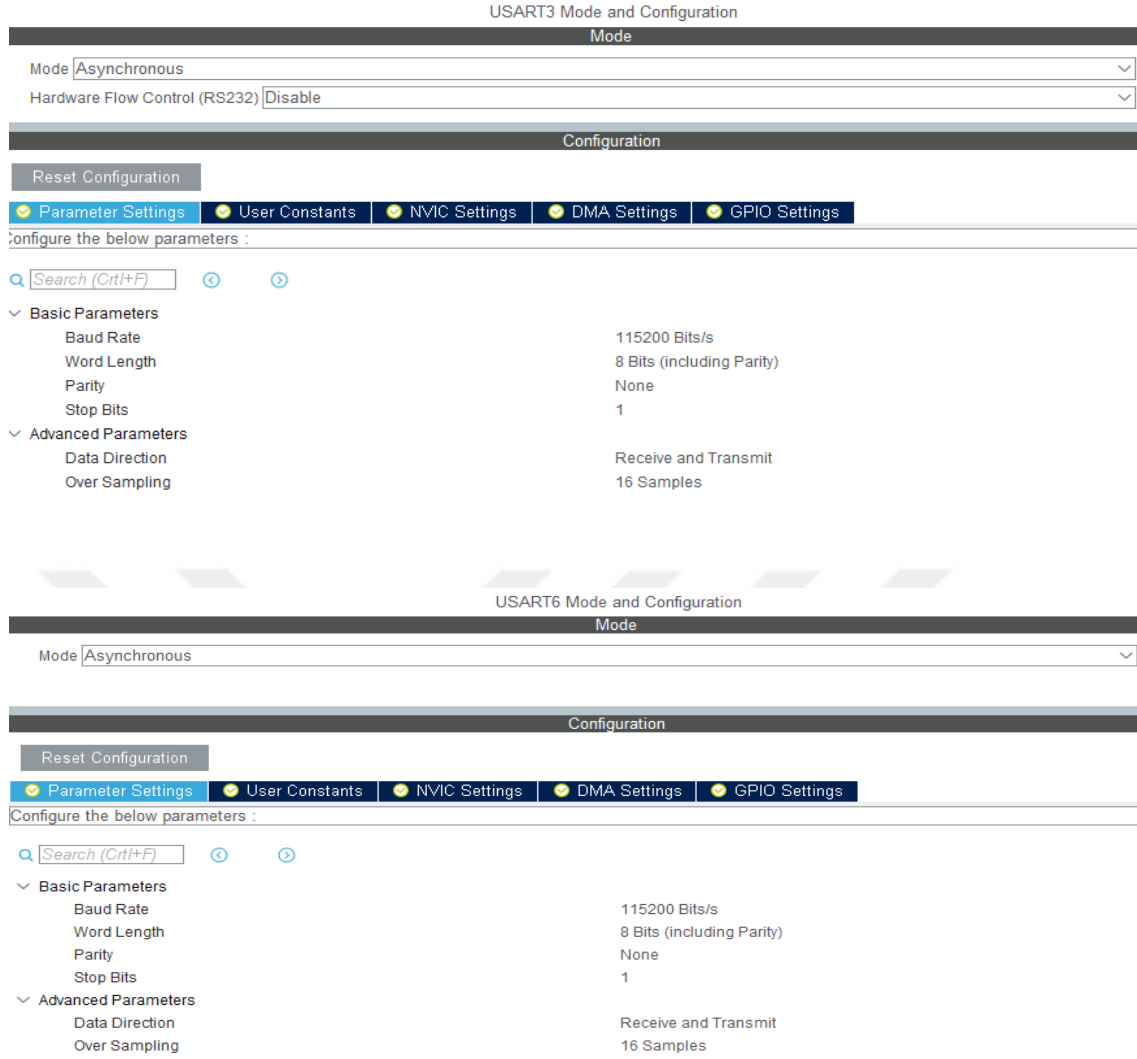 USART3 Mode and Configuration
Mode
Mode Asynchronous
Hardware Flow Control (RS232) Disable
Configuration
Reset Configuration
Parameter Settings User Constants NVIC Settings DMA Settings GPIO Settings
Configure the below parameters :
Search (Crtl+F)
Basic Parameters
Baud Rate 115200 Bits/s
Word Length 8 Bits (including Parity)
Parity None
Stop Bits 1
Advanced Parameters
Data Direction Receive and Transmit
Over Sampling 16 Samples
USART6 Mode and Configuration
Mode
Mode Asynchronous
Configuration
Reset Configuration
Parameter Settings User Constants NVIC Settings DMA Settings GPIO Settings
Configure the below parameters :
Search (Crtl+F)
Basic Parameters
Baud Rate 115200 Bits/s
Word Length 8 Bits (including Parity)
Parity None
Stop Bits 1
Advanced Parameters
Data Direction Receive and Transmit
Over Sampling 16 Samples